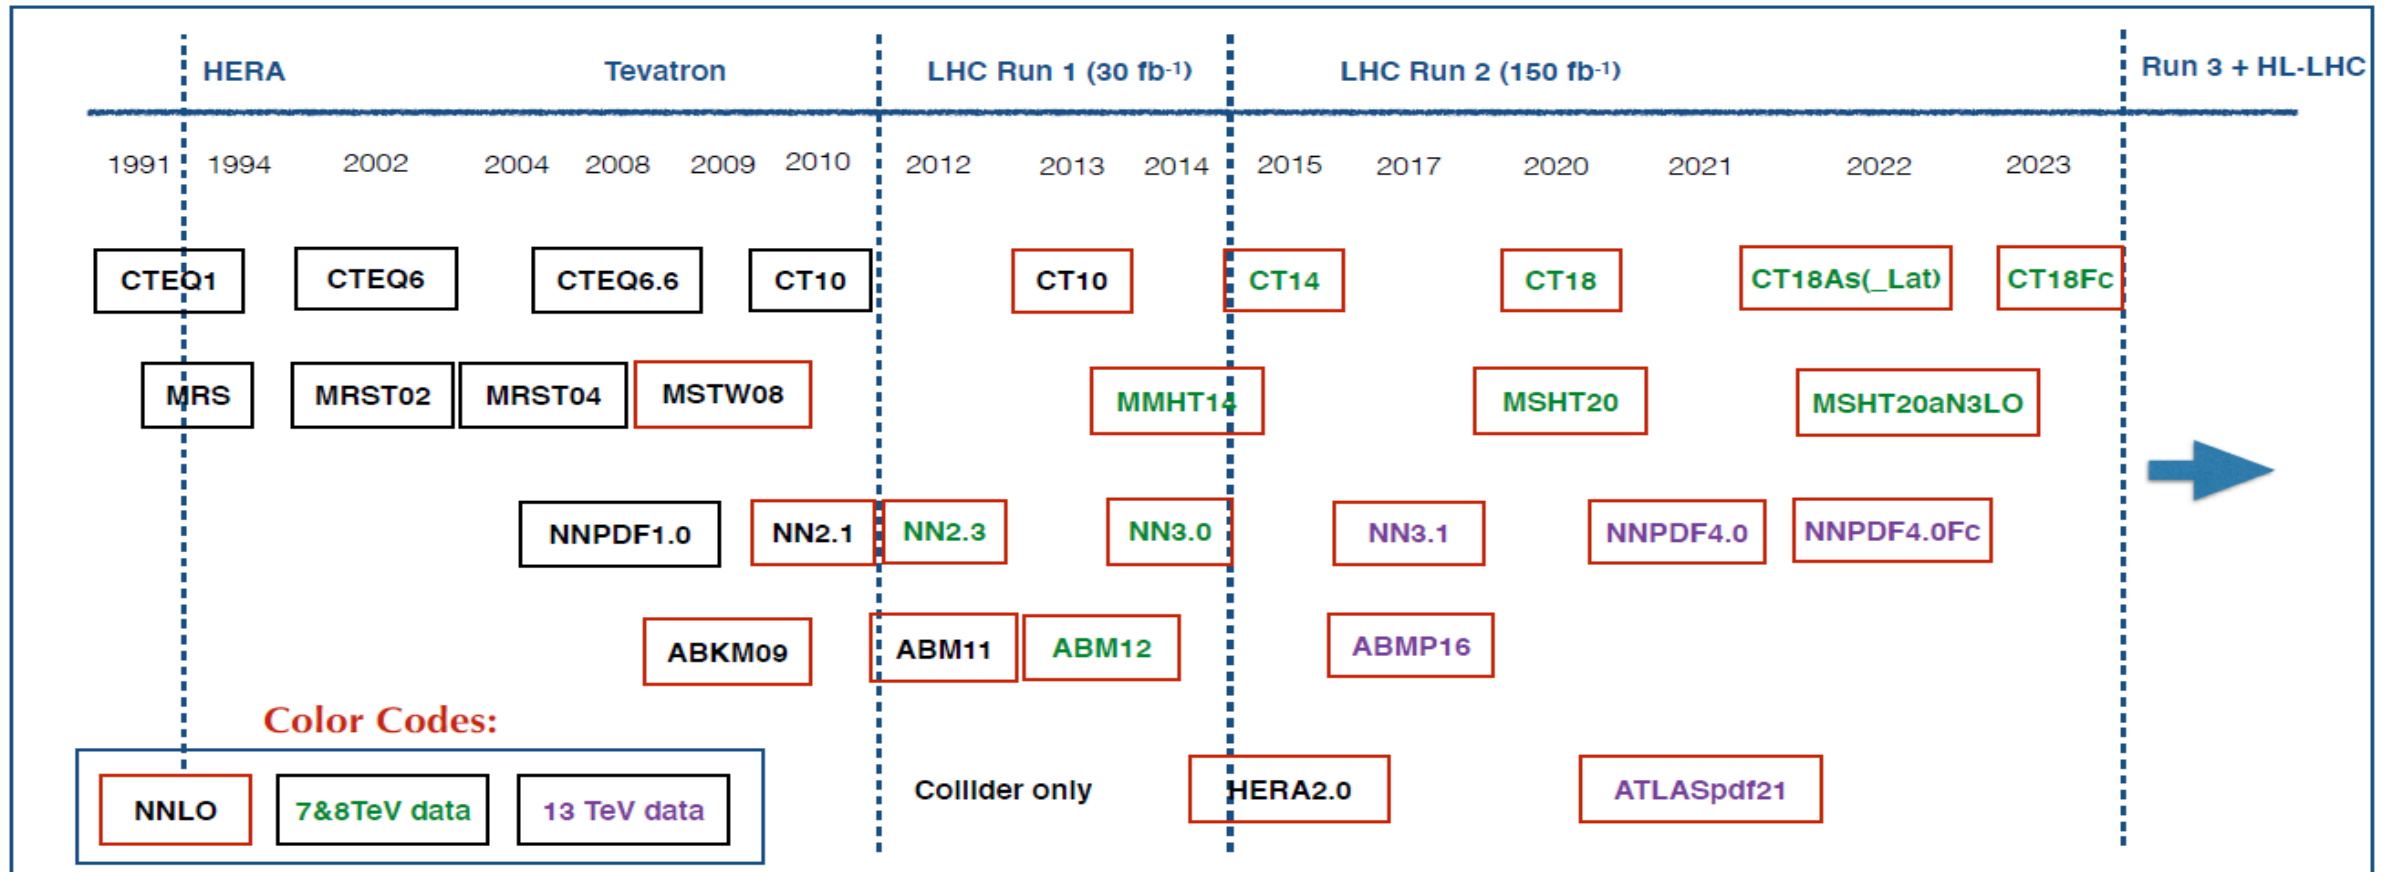 HERA Tevatron LHC Run 1 (30 fb-1) LHC Run 2 (150 fb-1) Run 3 + HL-LHC
1991 1994 2002 2004 2008 2009 2010 2012 2013 2014 2015 2017 2020 2021 2022 2023
CTEQ1 CTEQ6 CTEQ6.6 CT10 CT10 CT14 CT18 CT18As(_Lat) CT18Fc
MRS MRST02 MRST04 MSTW08 MMHT14 MSHT20 MSHT20aN3LO
NNPDF1.0 NN2.1 NN2.3 NN3.0 NN3.1 NNPDF4.0 NNPDF4.0Fc
ABKM09 ABM11 ABM12 ABMP16
Color Codes:
NNLO 7&8TeV data 13 TeV data Collider only HERA2.0 ATLASpdf21